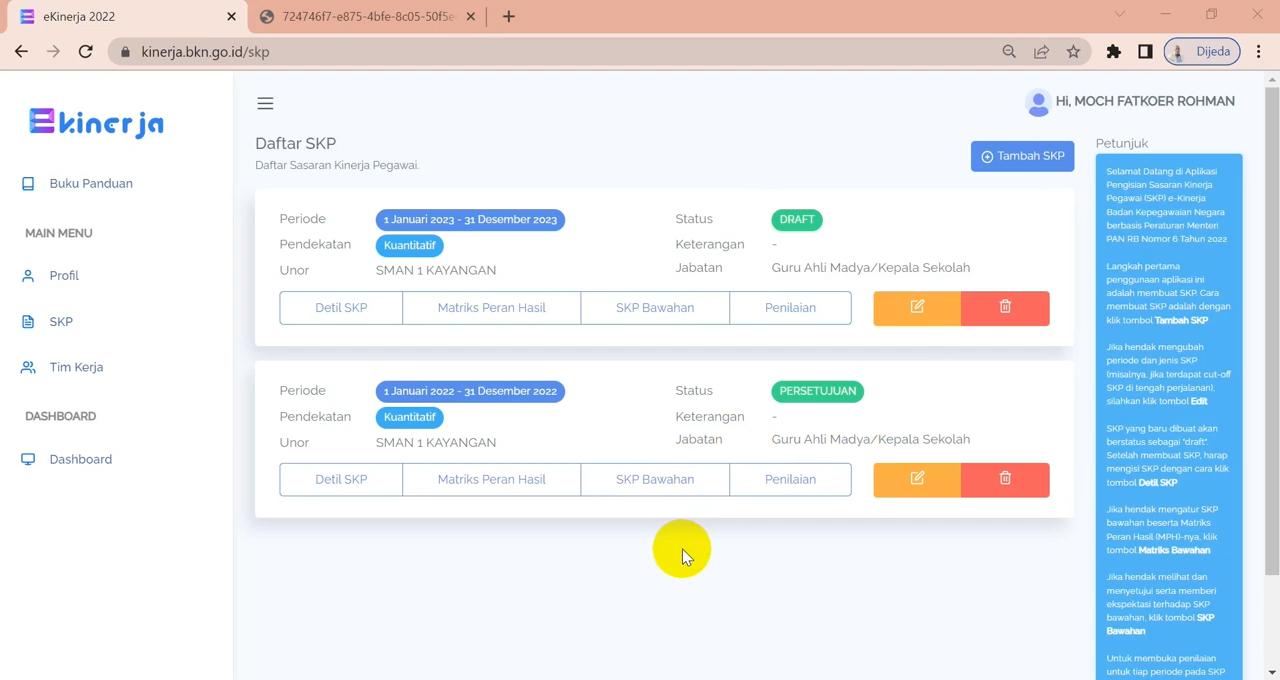 eKinerja 2022
724746f7-e875-4bfe-8c05-50f5e
kinerja.bkn.go.id/skp
Dijeda
Ekinerja
Buku Panduan
MAIN MENU
Profil
SKP
Tim Kerja
DASHBOARD
Dashboard
Hi, MOCH FATKOER ROHMAN
Daftar SKP
Daftar Sasaran Kinerja Pegawai.
Tambah SKP
Periode 1 Januari 2023 - 31 Desember 2023 Status DRAFT
Pendekatan Kuantitatif Keterangan -
Unor SMAN 1 KAYANGAN Jabatan Guru Ahli Madya/Kepala Sekolah
Detil SKP Matriks Peran Hasil SKP Bawahan Penilaian
Periode 1 Januari 2022 - 31 Desember 2022 Status PERSETUJUAN
Pendekatan Kuantitatif Keterangan -
Unor SMAN 1 KAYANGAN Jabatan Guru Ahli Madya/Kepala Sekolah
Detil SKP Matriks Peran Hasil SKP Bawahan Penilaian
Petunjuk
Selamat Datang di Aplikasi
Pengisian Sasaran Kinerja
Pegawai (SKP) e-Kinerja
Badan Kepegawaian Negara
berbasis Peraturan Menteri
PAN RB Nomor 6 Tahun 2022
Langkah pertama
penggunaan aplikasi ini
adalah membuat SKP. Cara
membuat SKP adalah dengan
klik tombol Tambah SKP
Jika hendak mengubah
periode dan jenis SKP
(misalnya, jika terdapat cut-off
SKP di tengah perjalanan),
silahkan klik tombol Edit
SKP yang baru dibuat akan
berstatus sebagai "draft".
Setelah membuat SKP, harap
mengisi SKP dengan cara klik
tombol Detil SKP
Jika hendak mengatur SKP
bawahan beserta Matriks
Peran Hasil (MPH)-nya, klik
tombol Matriks Bawahan
Jika hendak melihat dan
menyetujui serta memberi
ekspektasi terhadap SKP
bawahan, klik tombol SKP
Bawahan
Untuk membuka penilaian
untuk tiap periode pada SKP